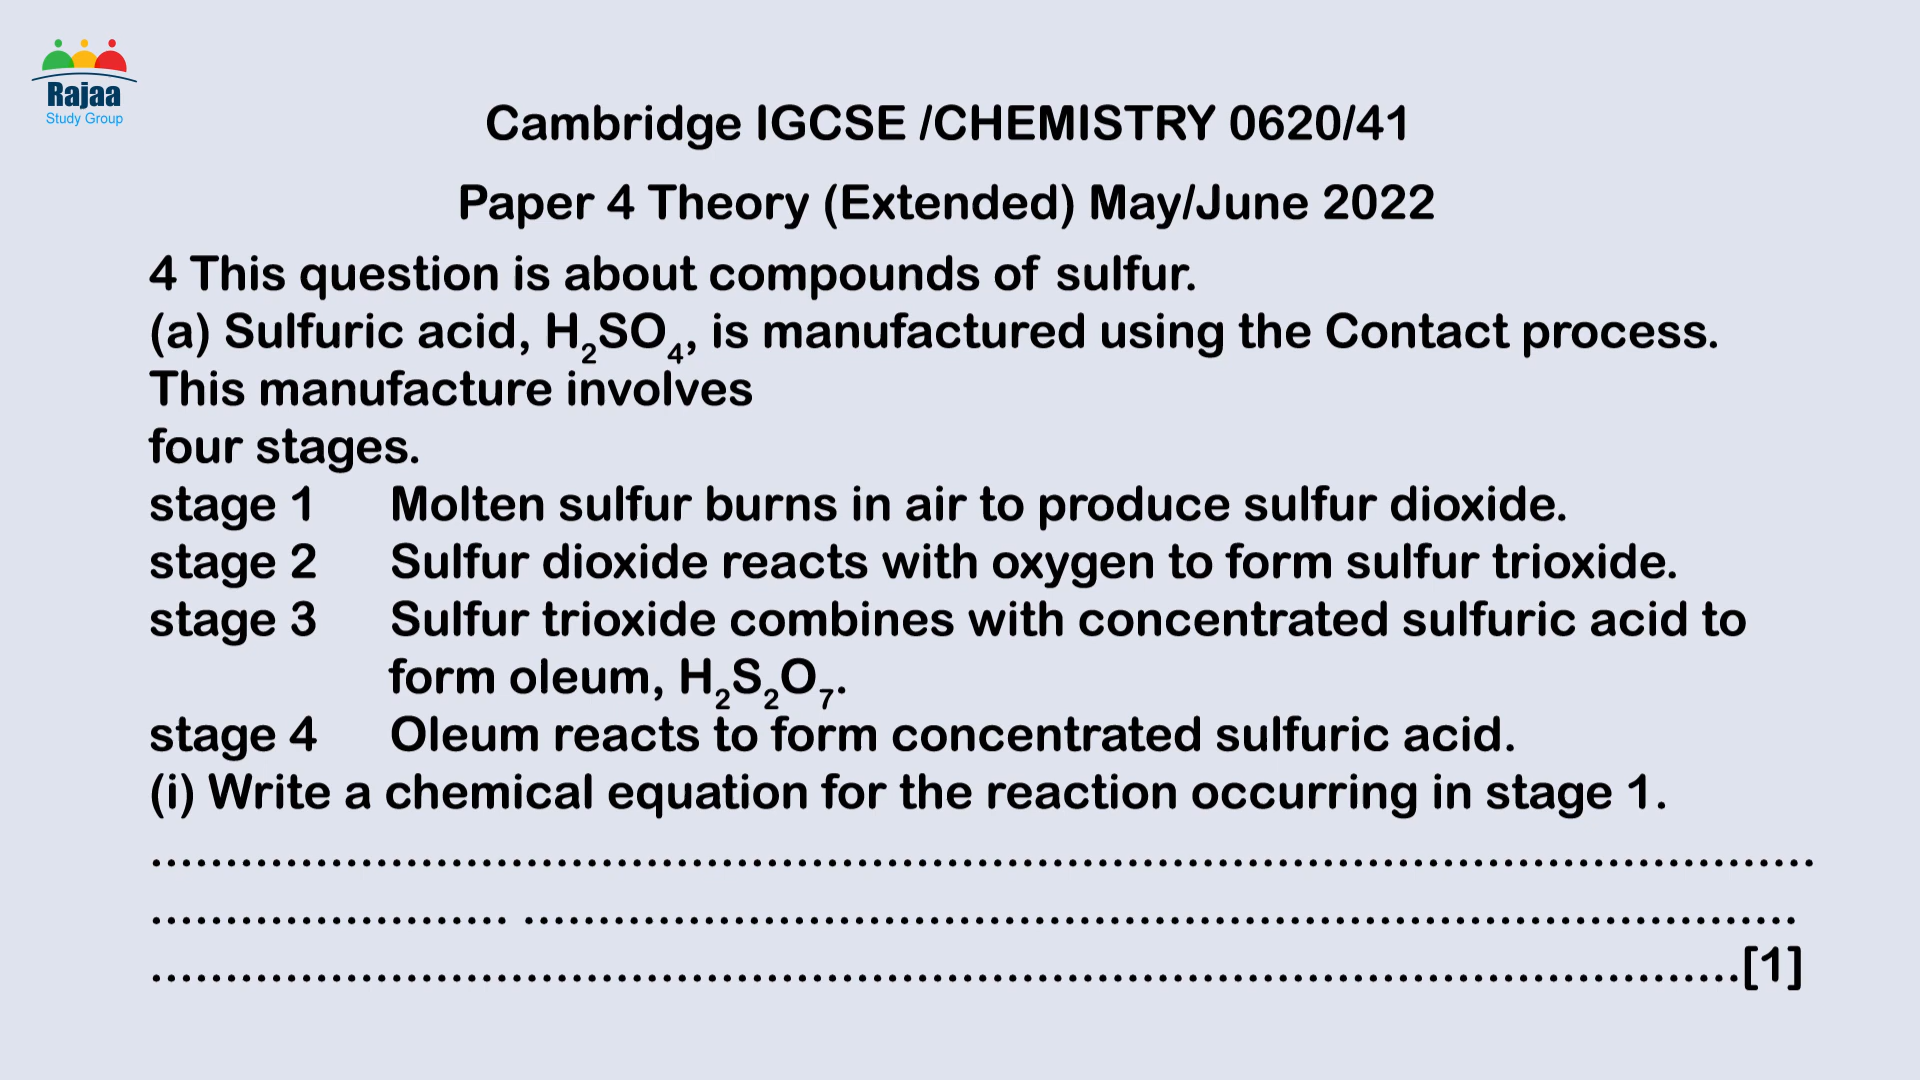 Rajaa
Study Group
Cambridge IGCSE /CHEMISTRY 0620/41
Paper 4 Theory (Extended) May/June 2022
4 This question is about compounds of sulfur.
(a) Sulfuric acid, H₂SO₄, is manufactured using the Contact process.
This manufacture involves
four stages.
stage 1 Molten sulfur burns in air to produce sulfur dioxide.
stage 2 Sulfur dioxide reacts with oxygen to form sulfur trioxide.
stage 3 Sulfur trioxide combines with concentrated sulfuric acid to
form oleum, H₂S₂O₇.
stage 4 Oleum reacts to form concentrated sulfuric acid.
(i) Write a chemical equation for the reaction occurring in stage 1.
................................................................................................................
........................ ......................................................................................
...........................................................................................................[1]